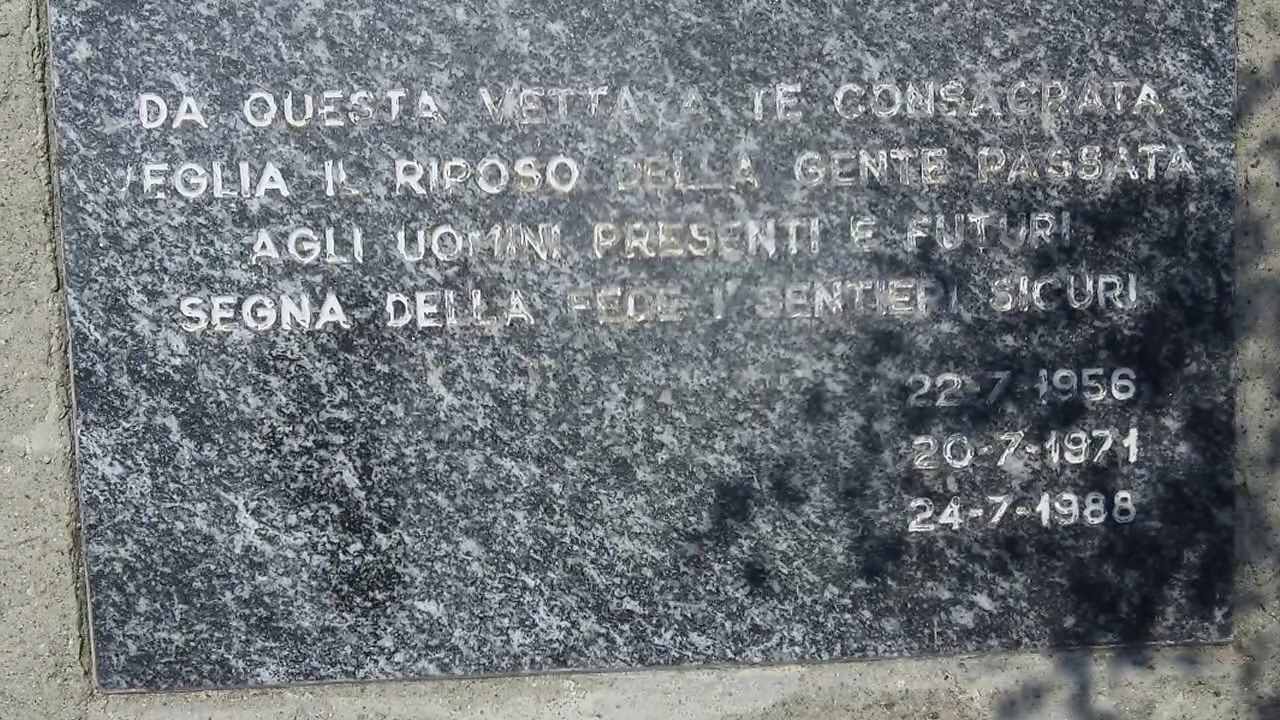 DA QUESTA VETTA A TE CONSACRATA
VEGLIA IL RIPOSO DELLA GENTE PASSATA
AGLI UOMINI PRESENTI E FUTURI
SEGNA DELLA FEDE I SENTIERI SICURI
22-7-1956
20-7-1971
24-7-1988